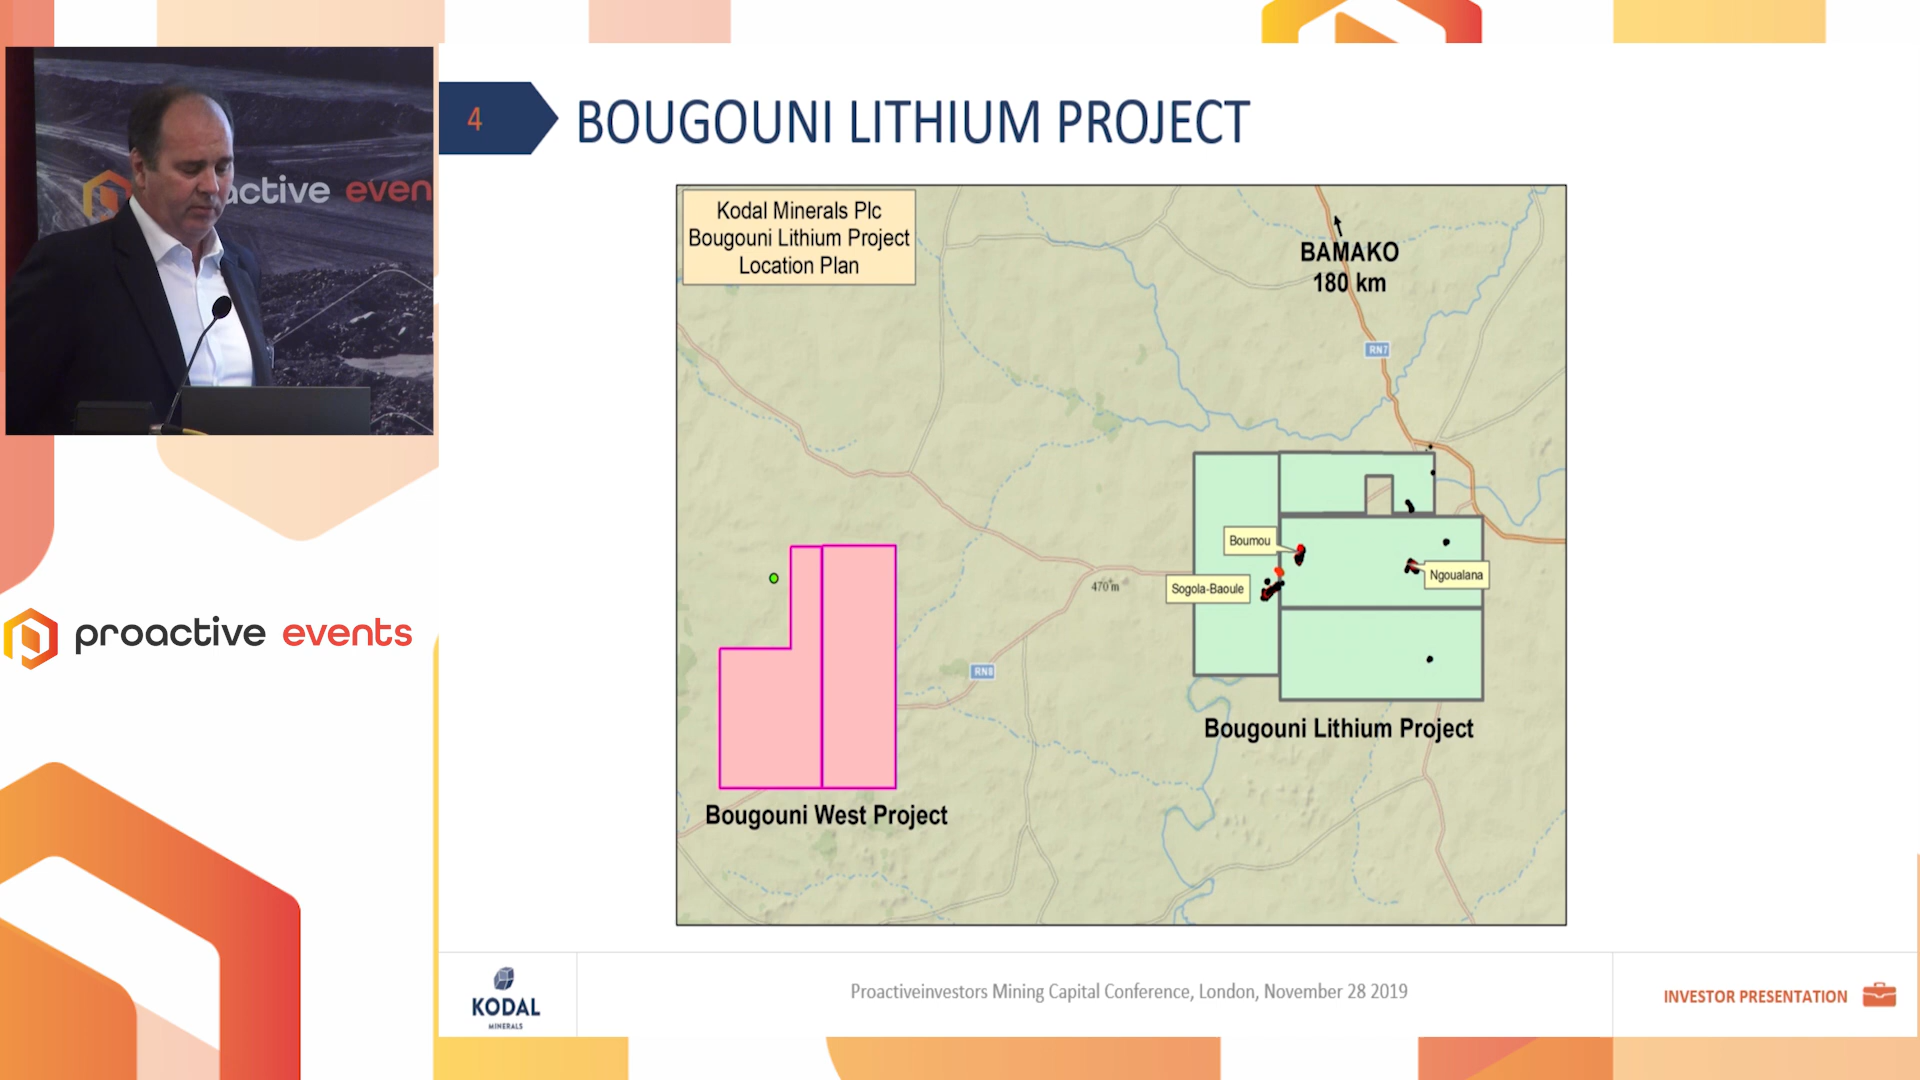 active even
proactive events
4
BOUGOUNI LITHIUM PROJECT
Kodal Minerals Plc
Bougouni Lithium Project
Location Plan
BAMAKO
180 km
RN7
Boumou
Ngoualana
Sogola-Baoule
470 m
RN8
Bougouni Lithium Project
Bougouni West Project
KODAL
MINERALS
Proactiveinvestors Mining Capital Conference, London, November 28 2019
INVESTOR PRESENTATION